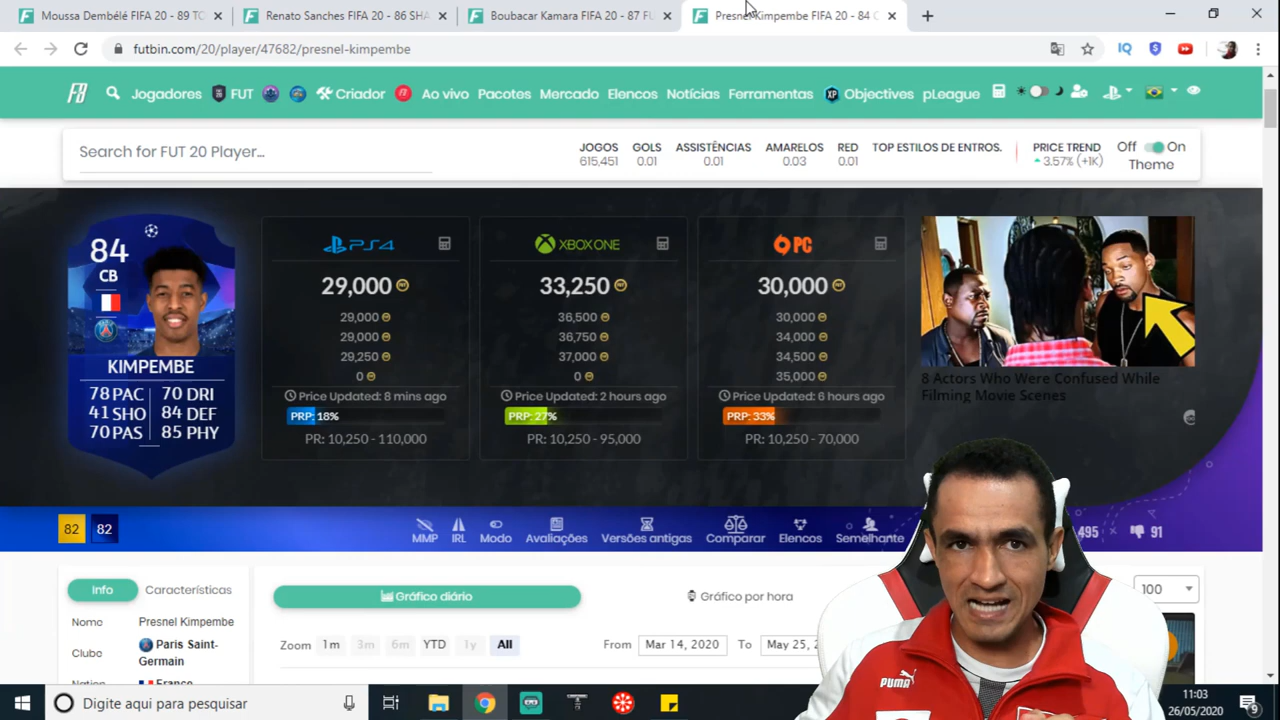 Moussa Dembélé FIFA 20 - 89 TO
Renato Sanches FIFA 20 - 86 SHA
Boubacar Kamara FIFA 20 - 87 FU
Presnel Kimpembe FIFA 20 - 84 C
futbin.com/20/player/47682/presnel-kimpembe
IQ
F8 Jogadores FUT Criador Ao vivo Pacotes Mercado Elencos Notícias Ferramentas XP Objectives pLeague
Search for FUT 20 Player...
JOGOS GOLS ASSISTÊNCIAS AMARELOS RED TOP ESTILOS DE ENTROS. PRICE TREND Off On
615,451 0.01 0.01 0.03 0.01 3.57% (+1K) Theme
84
CB
KIMPEMBE
78 PAC 70 DRI
41 SHO 84 DEF
70 PAS 85 PHY
PS4
29,000
29,000
29,000
29,250
0
Price Updated: 8 mins ago
PRP: 18%
PR: 10,250 - 110,000
XBOX ONE
33,250
36,500
36,750
37,000
0
Price Updated: 2 hours ago
PRP: 27%
PR: 10,250 - 95,000
PC
30,000
30,000
34,000
34,500
35,000
Price Updated: 6 hours ago
PRP: 33%
PR: 10,250 - 70,000
8 Actors Who Were Confused While
Filming Movie Scenes
82 82
MMP IRL Modo Avaliações Versões antigas Comparar Elencos Semelhante
495 91
Info Características
Nome Presnel Kimpembe
Clube Paris Saint-
Germain
France
Gráfico diário Gráfico por hora
100
Zoom 1m 3m 6m YTD 1y All From Mar 14, 2020 To May 25, 2
PUMA
Digite aqui para pesquisar
11:03
26/05/2020
9